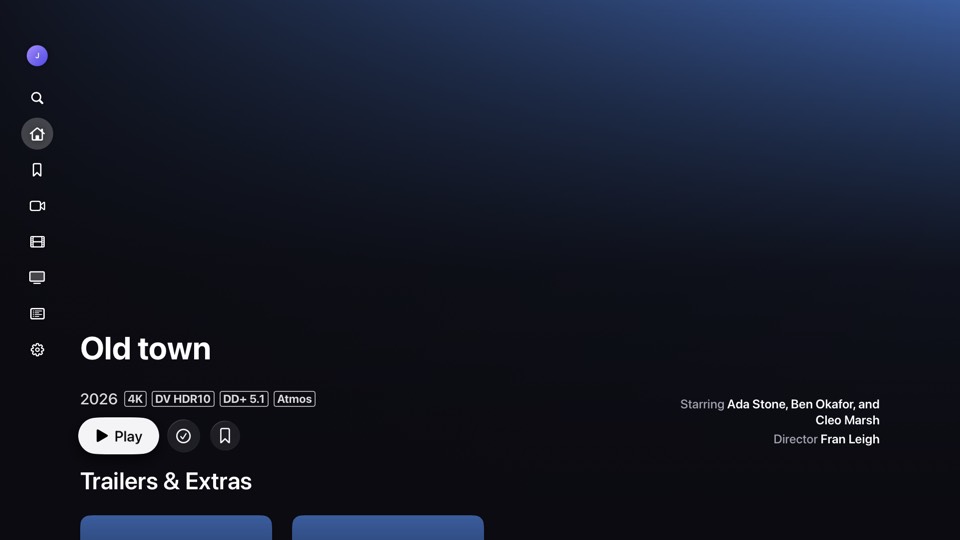 J
Old town
2026 4K DV HDR10 DD+ 5.1 Atmos
Starring Ada Stone, Ben Okafor, and
Cleo Marsh
Director Fran Leigh
Play
Trailers & Extras